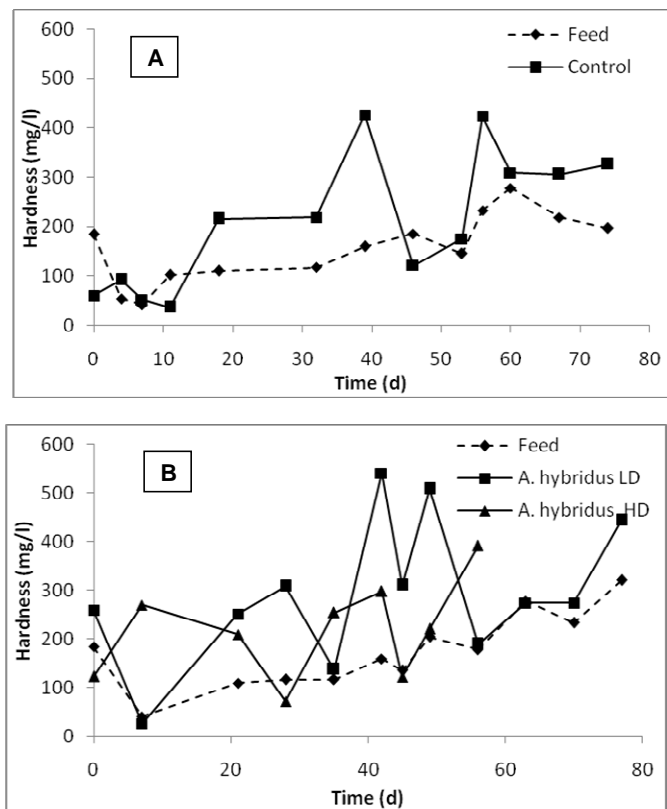 A
Feed
Control
Hardness (mg/l)
600
500
400
300
200
100
0
0 10 20 30 40 50 60 70 80
Time (d)
B
Feed
A. hybridus LD
A. hybridus HD
Hardness (mg/l)
600
500
400
300
200
100
0
0 20 40 60 80
Time (d)